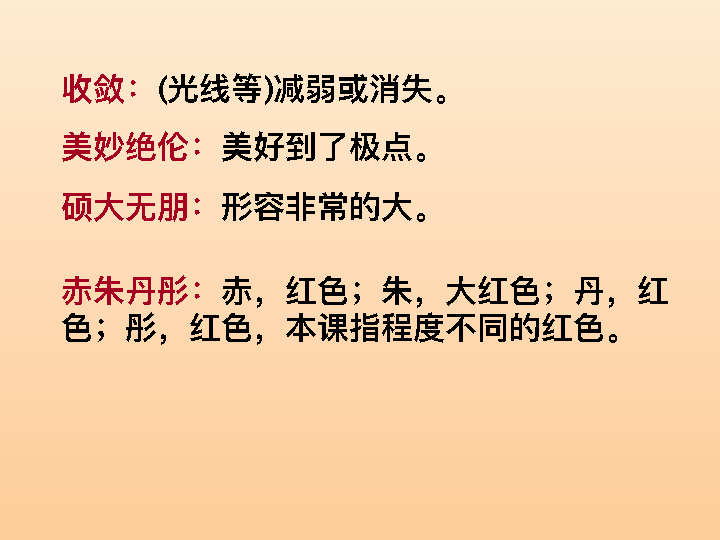 收敛：(光线等)减弱或消失。
美妙绝伦：美好到了极点。
硕大无朋：形容非常的大。
赤朱丹彤：赤，红色；朱，大红色；丹，红
色；彤，红色，本课指程度不同的红色。